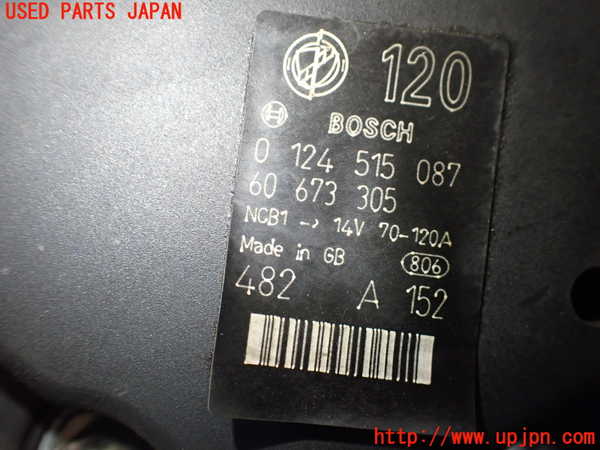 USED PARTS JAPAN
120
BOSCH
0 124 515 087
60 673 305
NCB1 -> 14V 70-120A
Made in GB 806
482 A 152
http://www.upjpn.com/